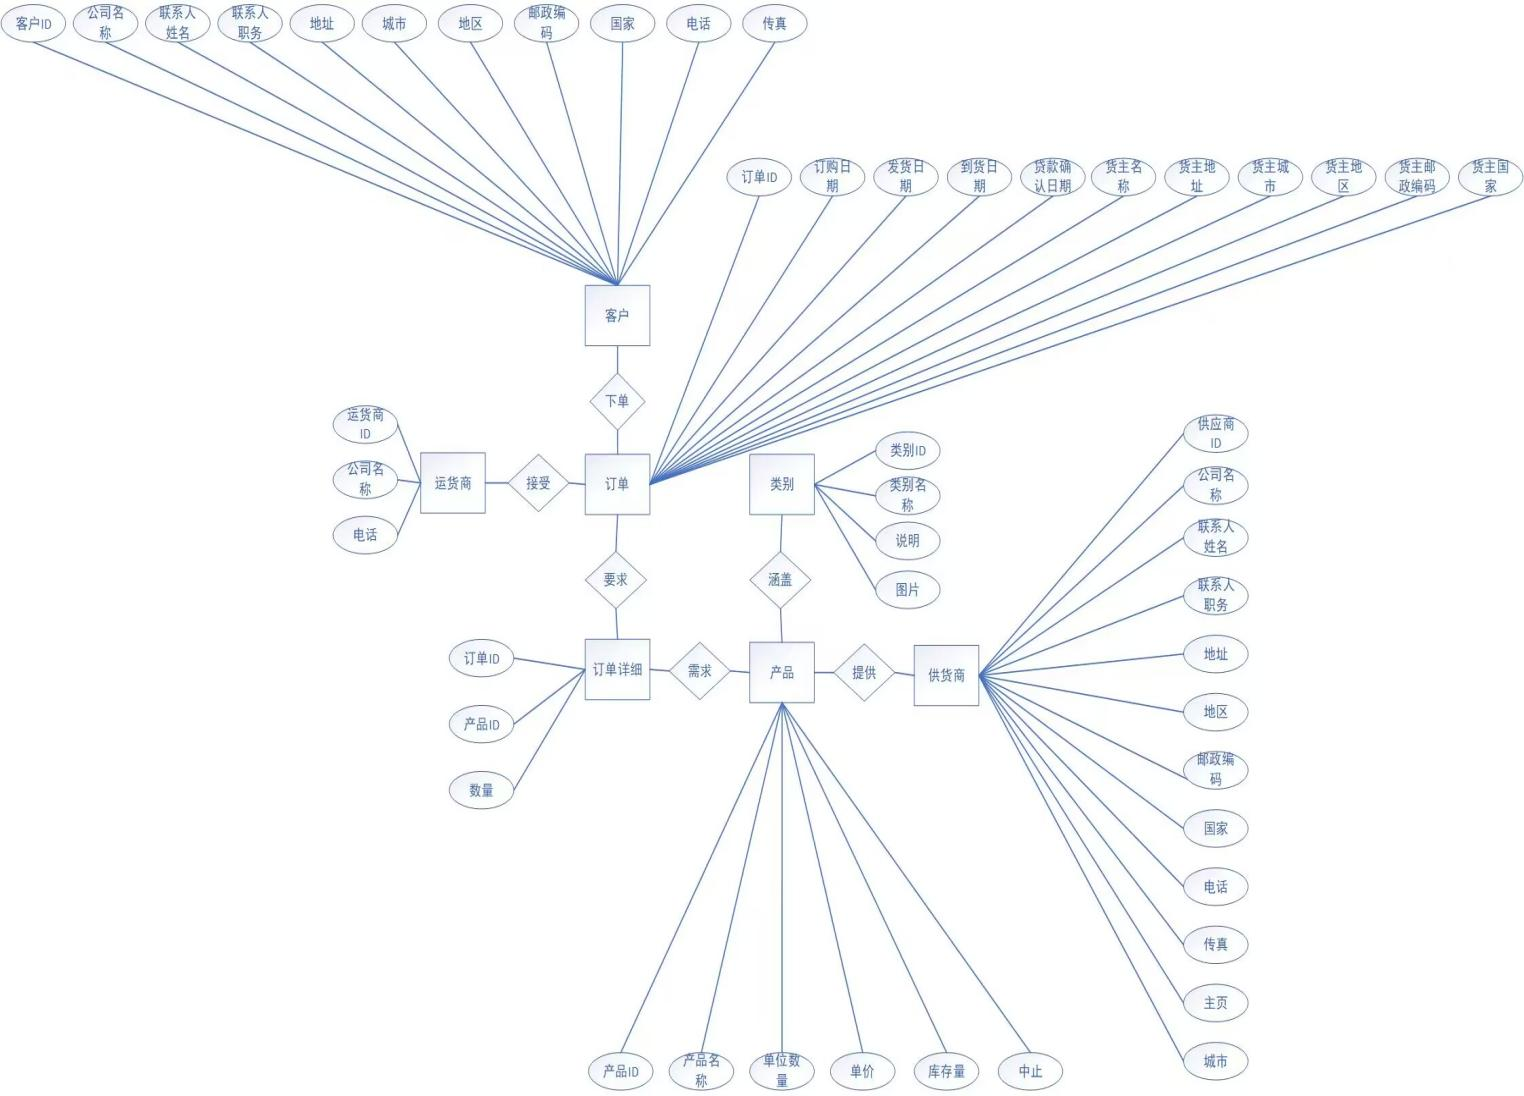 客户ID
公司名
称
联系人
姓名
联系人
职务
地址
城市
地区
邮政编
码
国家
电话
传真
订单ID
订购日
期
发货日
期
到货日
期
贷款确
认日期
货主名
称
货主地
址
货主城
市
货主地
区
货主邮
政编码
货主国
家
客户
下单
运货商
ID
公司名
称
电话
运货商
接受
订单
类别
类别ID
类别名
称
说明
图片
要求
涵盖
订单ID
产品ID
数量
订单详细
需求
产品
提供
供货商
供应商
ID
公司名
称
联系人
姓名
联系人
职务
地址
地区
邮政编
码
国家
电话
传真
主页
城市
产品ID
产品名
称
单位数
量
单价
库存量
中止